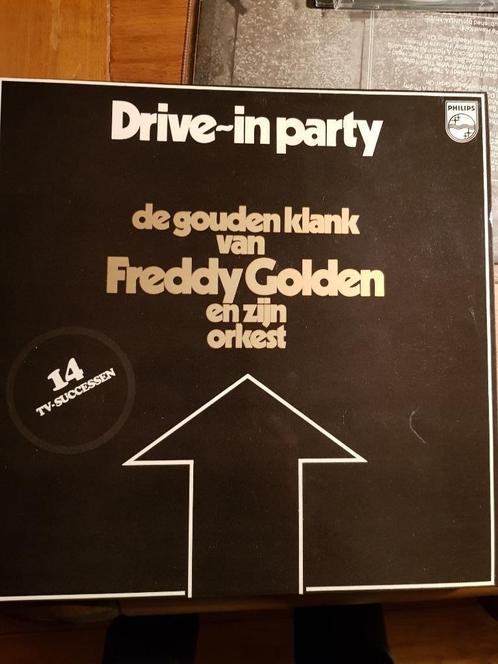 Drive~in party
PHILIPS
de gouden klank
van
Freddy Golden
en zijn
orkest
14
TV-SUCCESSEN